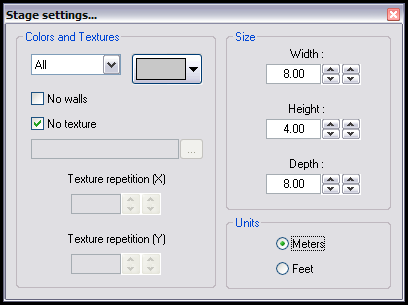 Stage settings...
Colors and Textures
All
No walls
No texture
...
Texture repetition (X)
Texture repetition (Y)
Size
Width :
8.00
Height :
4.00
Depth :
8.00
Units
Meters
Feet